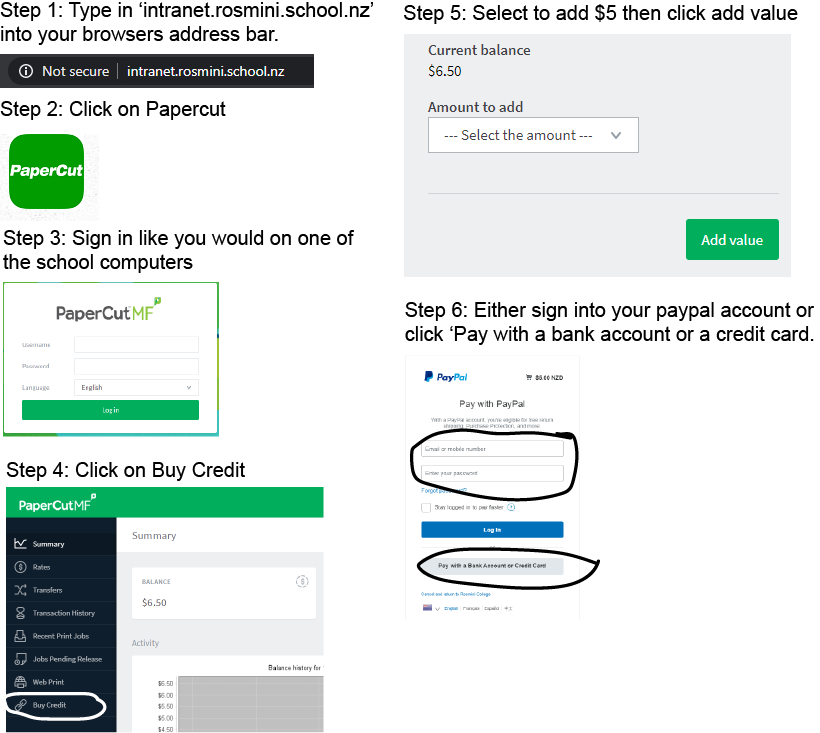 Step 1: Type in ‘intranet.rosmini.school.nz’
into your browsers address bar.
Not secure | intranet.rosmini.school.nz
Step 2: Click on Papercut
PaperCut
Step 3: Sign in like you would on one of
the school computers
PaperCut MF
Username
Password
Language English
Log in
Step 4: Click on Buy Credit
PaperCut MF
Summary
Rates
Transfers
Transaction History
Recent Print Jobs
Jobs Pending Release
Web Print
Buy Credit
Summary
BALANCE
$6.50
Activity
Balance history for
$6.50
$6.00
$5.50
$5.00
$4.50
Step 5: Select to add $5 then click add value
Current balance
$6.50
Amount to add
--- Select the amount ---
Add value
Step 6: Either sign into your paypal account or
click ‘Pay with a bank account or a credit card.
PayPal
$5.00 NZD
Pay with PayPal
With a PayPal account, you're eligible for free return
shipping, Purchase Protection, and more.
Email or mobile number
Enter your password
Forgot password?
Stay logged in to pay faster
Log In
Pay with a Bank Account or Credit Card
Cancel and return to Rosmini College
English Français Español 中文